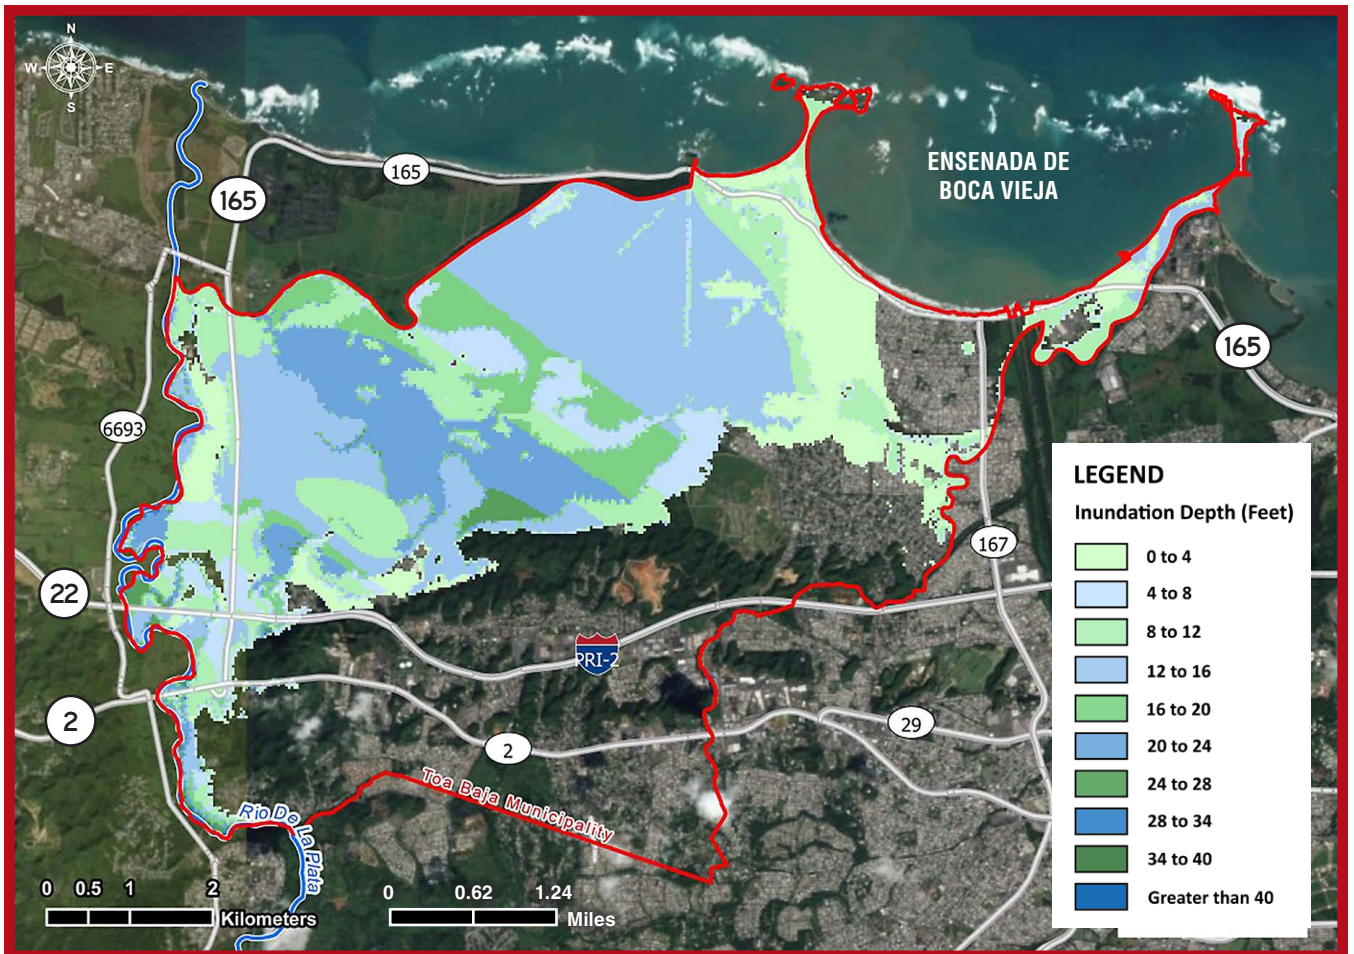 N
W E
S
165
165
ENSENADA DE
BOCA VIEJA
165
6693
167
22
PRI-2
2
29
2
Toa Baja Municipality
Rio De La Plata
0 0.5 1 2
Kilometers
0 0.62 1.24
Miles
LEGEND
Inundation Depth (Feet)
0 to 4
4 to 8
8 to 12
12 to 16
16 to 20
20 to 24
24 to 28
28 to 34
34 to 40
Greater than 40